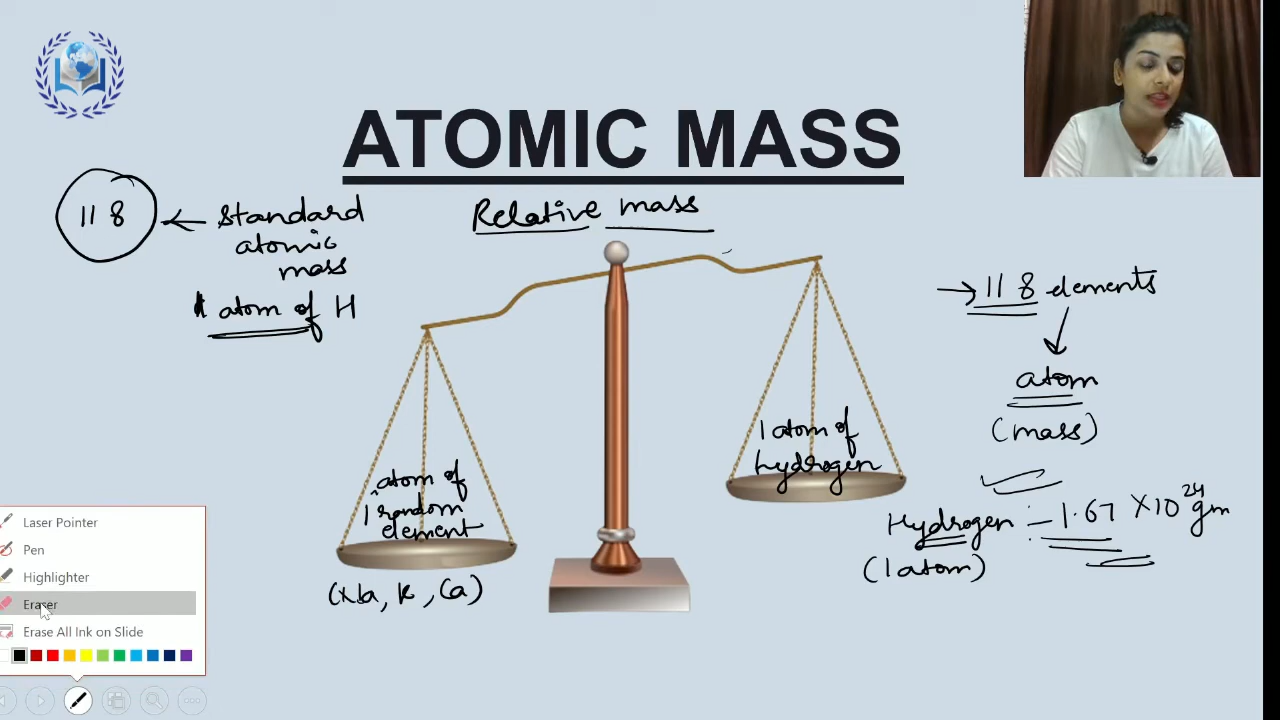 ATOMIC MASS
Relative mass
118 ← Standard
atomic
mass
1 atom of H
→ 118 elements
atom
(mass)
1 atom of
hydrogen
atom of
1 random
element
(Na, K, Ca)
Hydrogen :- 1.67 × 10²⁴ gm
(1 atom)
Laser Pointer
Pen
Highlighter
Eraser
Erase All Ink on Slide